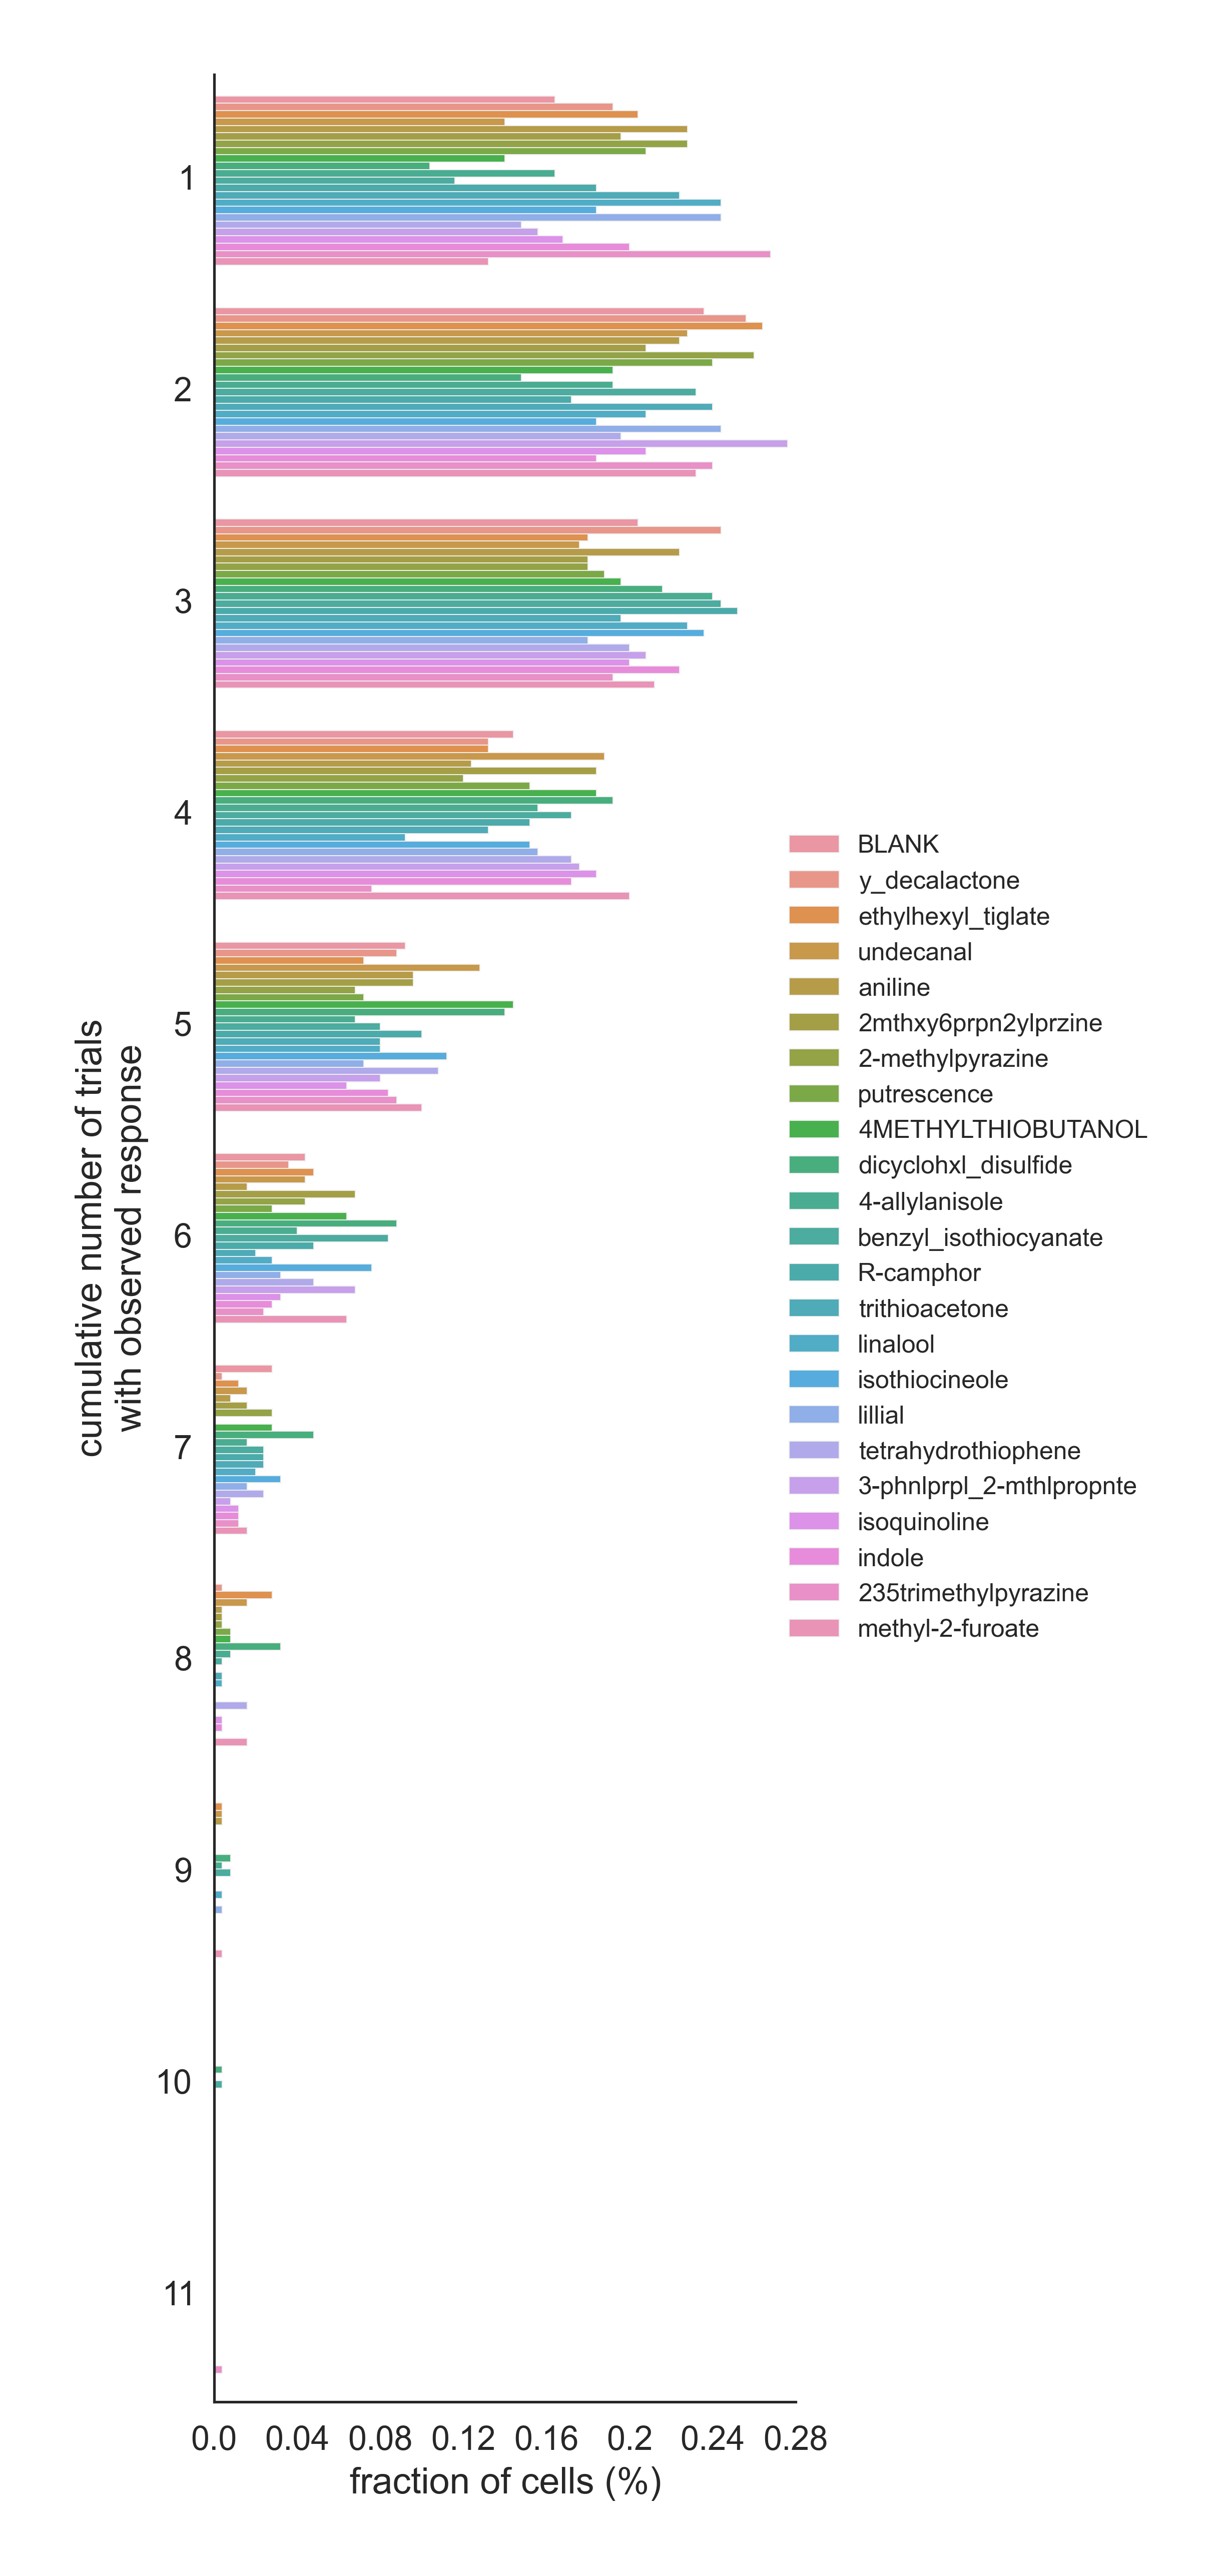 1
2
3
4
5
6
7
8
9
10
11
cumulative number of trials
with observed response
BLANK
y_decalactone
ethylhexyl_tiglate
undecanal
aniline
2mthxy6prpn2ylprzine
2-methylpyrazine
putrescence
4METHYLTHIOBUTANOL
dicyclohxl_disulfide
4-allylanisole
benzyl_isothiocyanate
R-camphor
trithioacetone
linalool
isothiocineole
lillial
tetrahydrothiophene
3-phnlprpl_2-mthlpropnte
isoquinoline
indole
235trimethylpyrazine
methyl-2-furoate
0.0 0.04 0.08 0.12 0.16 0.2 0.24 0.28
fraction of cells (%)